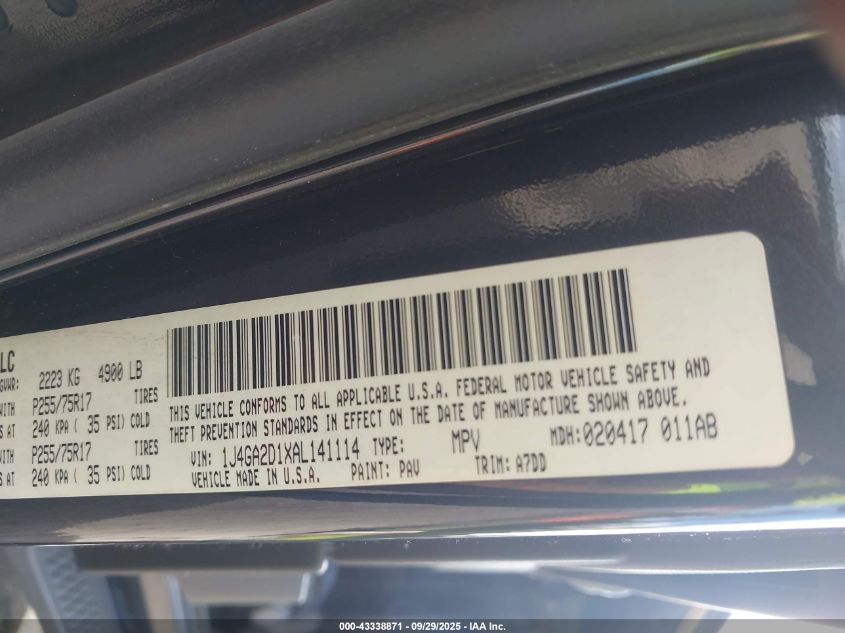 LC
GVWR: 2223 KG 4900 LB
WITH P255/75R17 TIRES
S AT 240 KPA ( 35 PSI) COLD
WITH P255/75R17 TIRES
S AT 240 KPA ( 35 PSI) COLD
THIS VEHICLE CONFORMS TO ALL APPLICABLE U.S.A. FEDERAL MOTOR VEHICLE SAFETY AND
THEFT PREVENTION STANDARDS IN EFFECT ON THE DATE OF MANUFACTURE SHOWN ABOVE.
VIN: 1J4GA2D1XAL141114 TYPE: MPV MDH:020417 011AB
VEHICLE MADE IN U.S.A. PAINT: PAV TRIM: A7DD
000-43338871 - 09/29/2025 - IAA Inc.